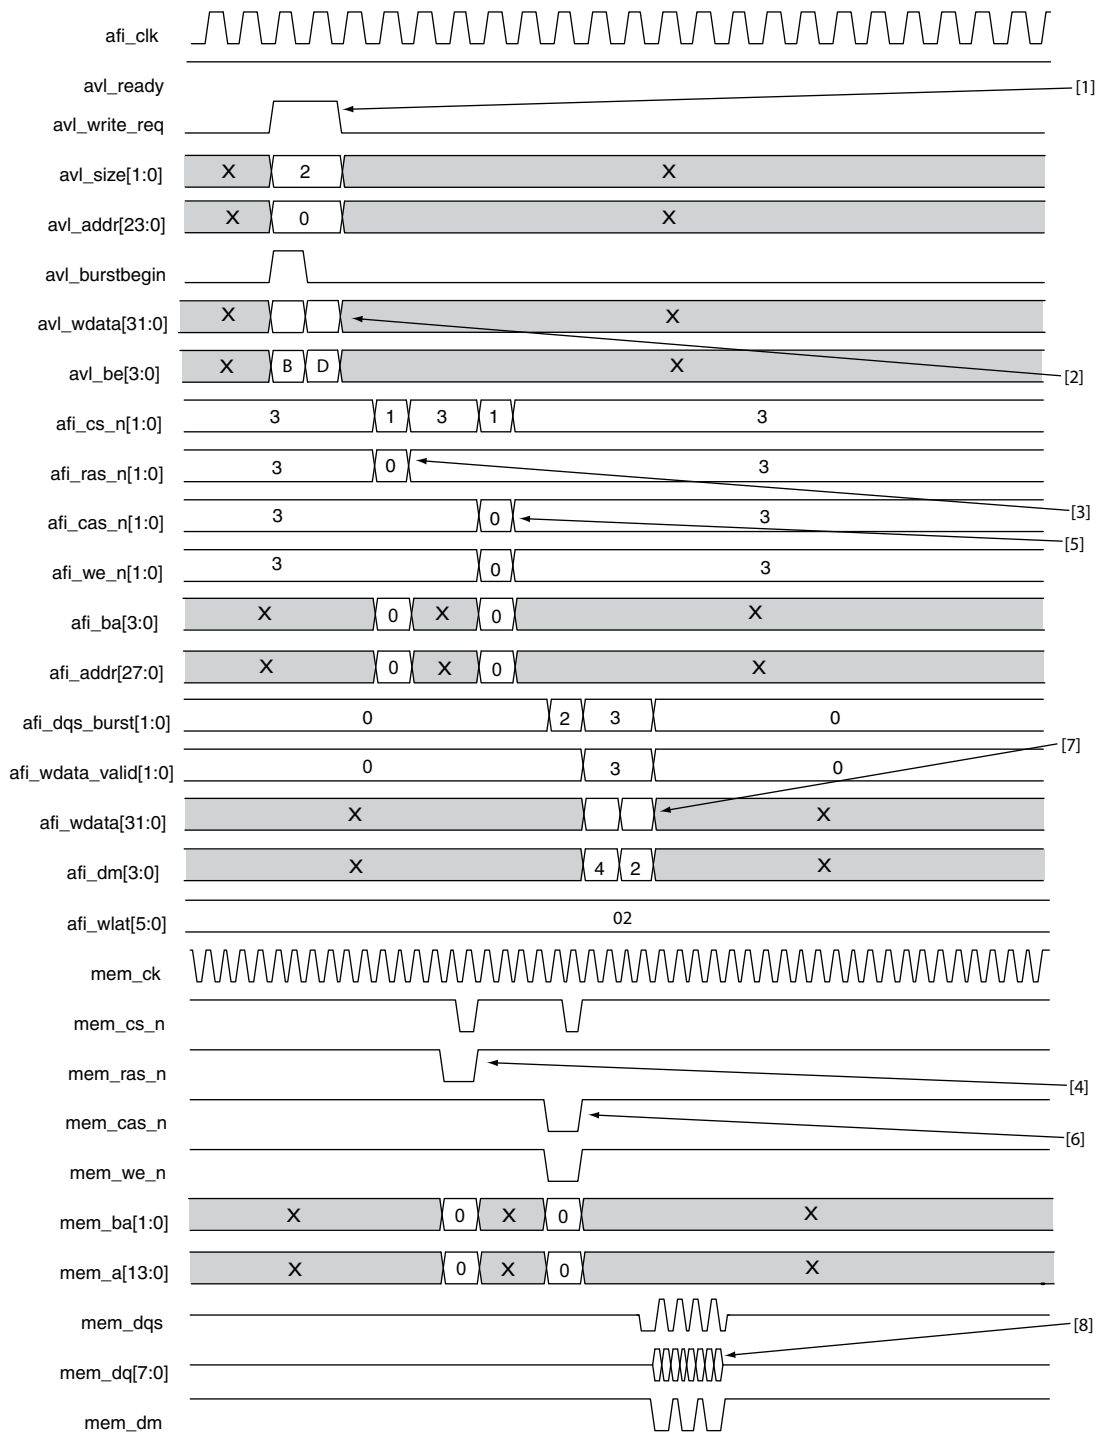 afi_clk
avl_ready
[1]
avl_write_req
avl_size[1:0] X 2 X
avl_addr[23:0] X 0 X
avl_burstbegin
avl_wdata[31:0] X X
avl_be[3:0] X B D X
[2]
afi_cs_n[1:0] 3 1 3 1 3
afi_ras_n[1:0] 3 0 3
[3]
afi_cas_n[1:0] 3 0 3
[5]
afi_we_n[1:0] 3 0 3
afi_ba[3:0] X 0 X 0 X
afi_addr[27:0] X 0 X 0 X
afi_dqs_burst[1:0] 0 2 3 0
[7]
afi_wdata_valid[1:0] 0 3 0
afi_wdata[31:0] X X
afi_dm[3:0] X 4 2 X
afi_wlat[5:0] 02
mem_ck
mem_cs_n
mem_ras_n
[4]
mem_cas_n
[6]
mem_we_n
mem_ba[1:0] X 0 X 0 X
mem_a[13:0] X 0 X 0 X
mem_dqs
[8]
mem_dq[7:0]
mem_dm